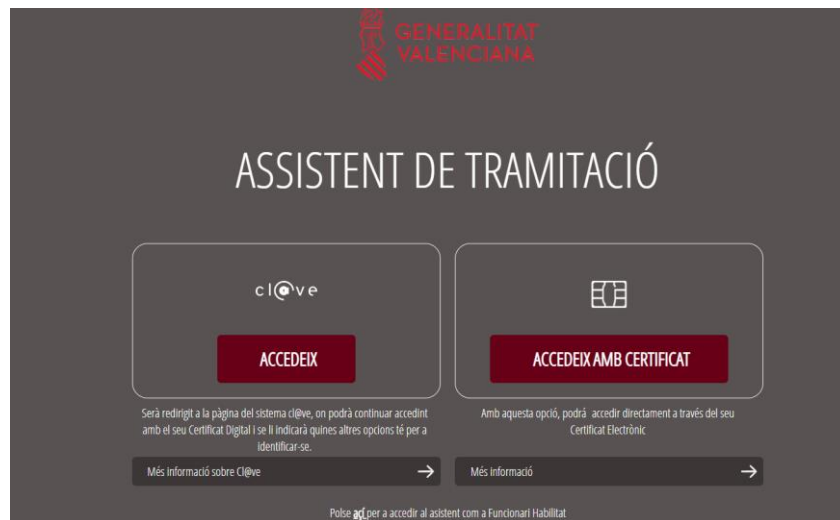 GENERALITAT
VALENCIANA
ASSISTENT DE TRAMITACIÓ
cl@ve
ACCEDEIX
Serà redirigit a la pàgina del sistema cl@ve, on podrà continuar accedint
amb el seu Certificat Digital i se li indicarà quines altres opcions té per a
identificar-se.
Més informació sobre Cl@ve
ACCEDEIX AMB CERTIFICAT
Amb aquesta opció, podrá accedir directament a través del seu
Certificat Electrònic
Més informació
Polse ací per a accedir al asistent com a Funcionari Habilitat